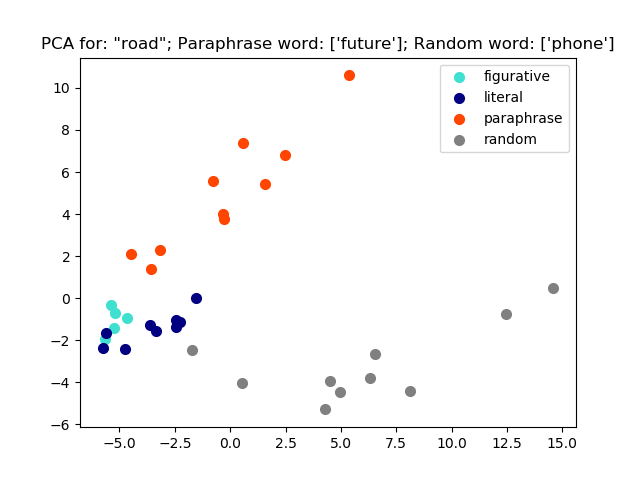 PCA for: "road"; Paraphrase word: ['future']; Random word: ['phone']
figurative
literal
paraphrase
random
10
8
6
4
2
0
−2
−4
−6
−5.0 −2.5 0.0 2.5 5.0 7.5 10.0 12.5 15.0